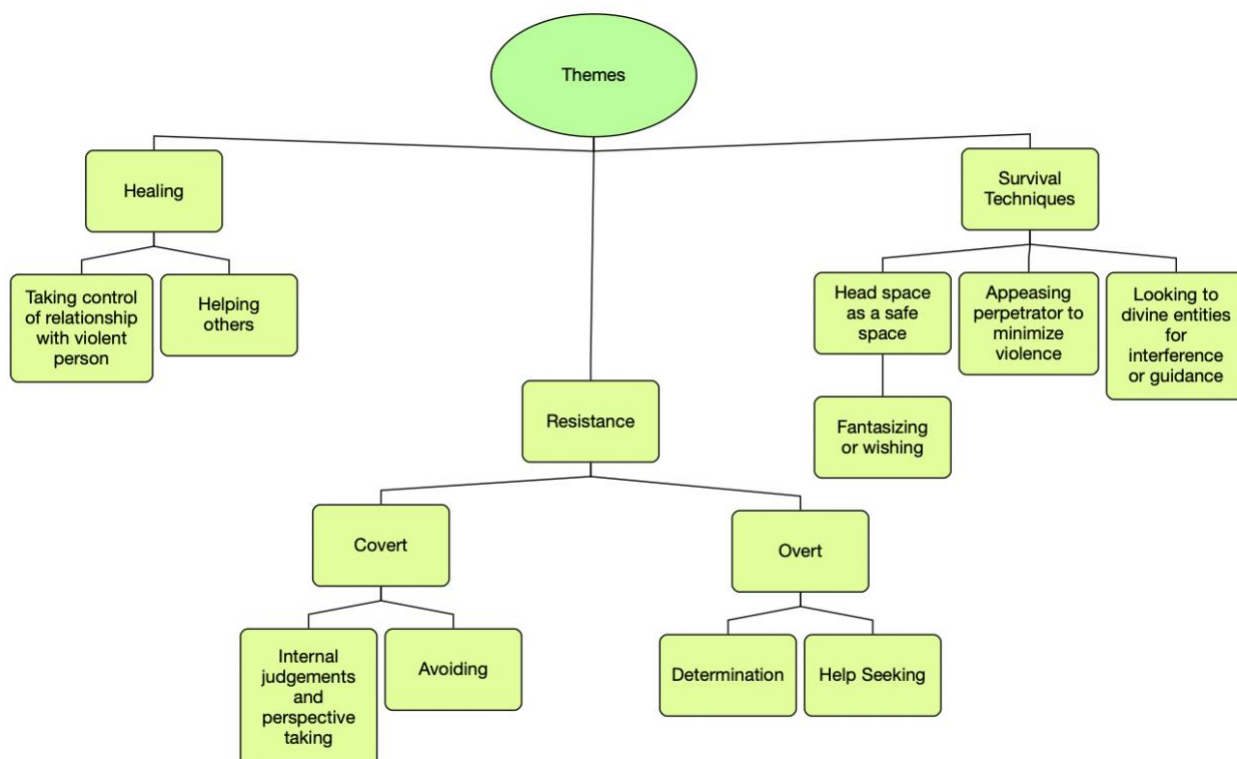 Themes
Healing
Survival
Techniques
Taking control
of relationship
with violent
person
Helping
others
Head space
as a safe
space
Appeasing
perpetrator to
minimize
violence
Looking to
divine entities
for
interference
or guidance
Fantasizing
or wishing
Resistance
Covert
Overt
Internal
judgements
and
perspective
taking
Avoiding
Determination
Help Seeking